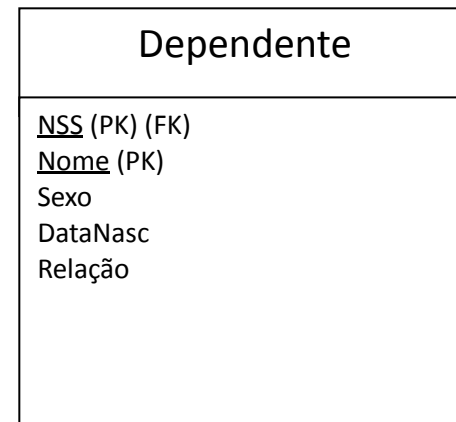 Dependente
NSS (PK) (FK)
Nome (PK)
Sexo
DataNasc
Relação